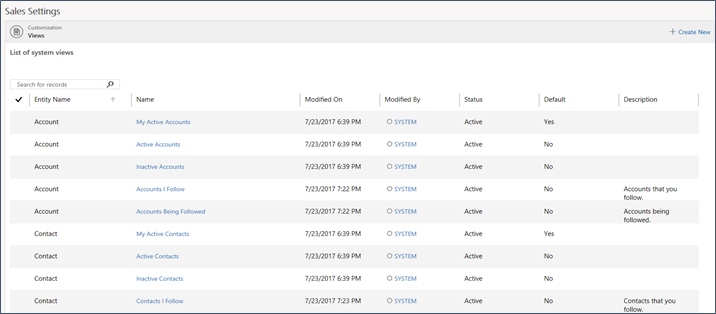 Sales Settings
Customization
Views
Create New
List of system views
Search for records
Entity Name Name Modified On Modified By Status Default Description
Account My Active Accounts 7/23/2017 6:39 PM SYSTEM Active Yes
Account Active Accounts 7/23/2017 6:39 PM SYSTEM Active No
Account Inactive Accounts 7/23/2017 6:39 PM SYSTEM Active No
Account Accounts I Follow 7/23/2017 7:22 PM SYSTEM Active No Accounts that you
follow.
Account Accounts Being Followed 7/23/2017 7:22 PM SYSTEM Active No Accounts being
followed.
Contact My Active Contacts 7/23/2017 6:39 PM SYSTEM Active Yes
Contact Active Contacts 7/23/2017 6:39 PM SYSTEM Active No
Contact Inactive Contacts 7/23/2017 6:39 PM SYSTEM Active No
Contact Contacts I Follow 7/23/2017 7:23 PM SYSTEM Active No Contacts that you
follow.